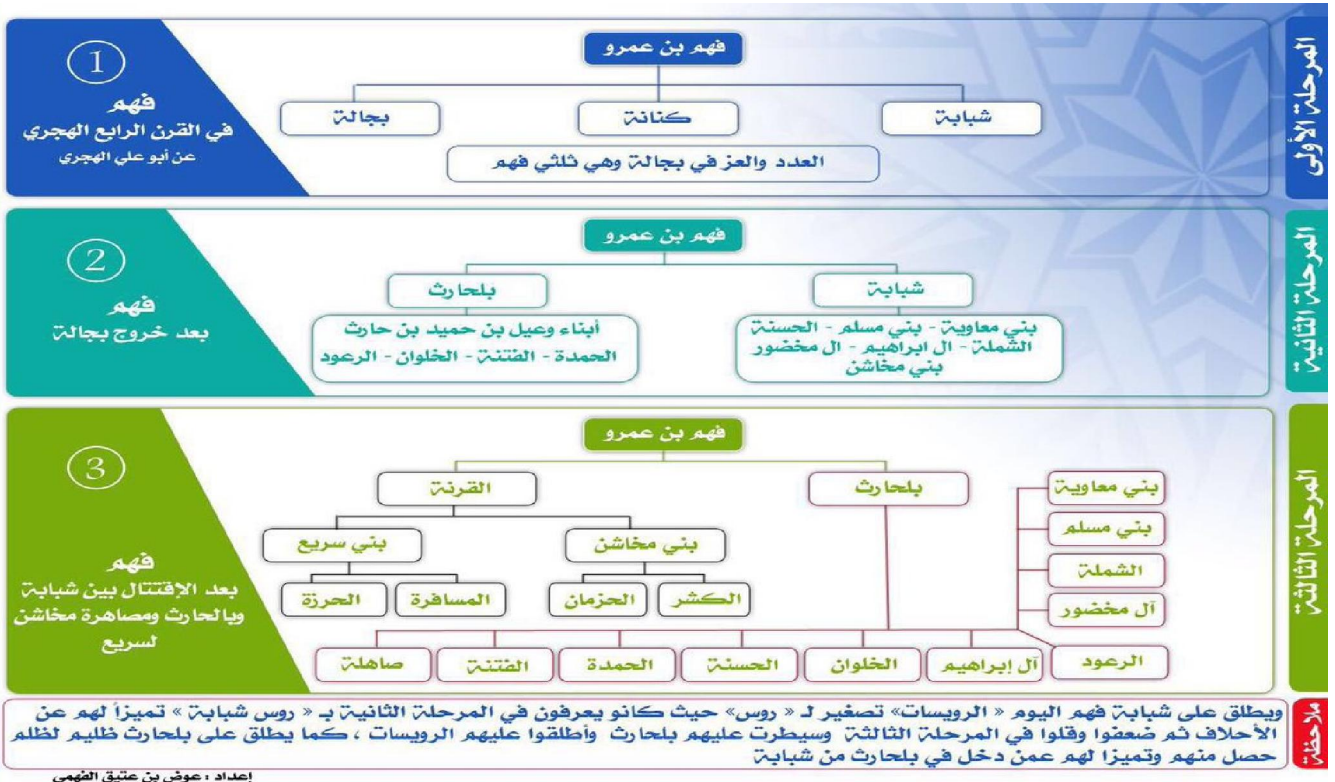 المرحلة الأولى
1
فهم
في القرن الرابع الهجري
عن أبو علي الهجري
فهم بن عمرو
شبابة
كنانة
بجالة
العدد والعز في بجالة وهي ثلثي فهم
المرحلة الثانية
2
فهم
بعد خروج بجالة
فهم بن عمرو
شبابة
بني معاوية - بني مسلم - الحسنة
الشملة - ال ابراهيم - ال مخضور
بني مخاشن
بلحارث
أبناء وعيل بن حميد بن حارث
الحمدة - الفتنة - الخلوان - الرعود
المرحلة الثالثة
3
فهم
بعد الإقتتال بين شبابة
وبالحارث ومصاهرة مخاشن
لسريع
فهم بن عمرو
بلحارث
القرنة
بني معاوية
بني مسلم
الشملة
آل مخضور
بني مخاشن
بني سريع
الكشر
الحزمان
المسافرة
الحرزة
الرعود
آل إبراهيم
الخلوان
الحسنة
الحمدة
الفتنة
صاهلة
ملاحظة
ويطلق على شبابة فهم اليوم « الرويسات» تصغير لـ « روس» حيث كانو يعرفون في المرحلة الثانية بـ « روس شبابة » تميزاً لهم عن
الأحلاف ثم ضعفوا وقلوا في المرحلة الثالثة وسيطرت عليهم بلحارث وأطلقوا عليهم الرويسات ، كما يطلق على بلحارث ظليم لظلم
حصل منهم وتميزا لهم عمن دخل في بلحارث من شبابة
إعداد : عوض بن عتيق الفهمي